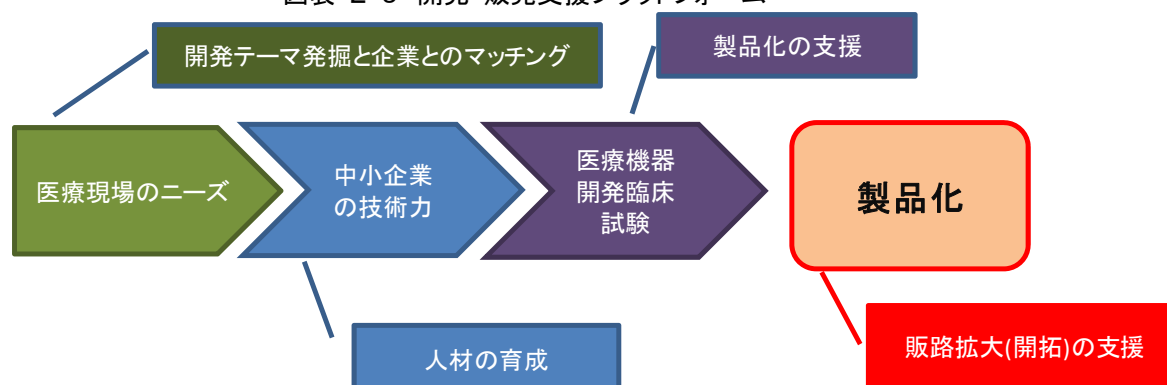 開発テーマ発掘と企業とのマッチング
製品化の支援
医療現場のニーズ
中小企業
の技術力
医療機器
開発臨床
試験
製品化
人材の育成
販路拡大(開拓)の支援